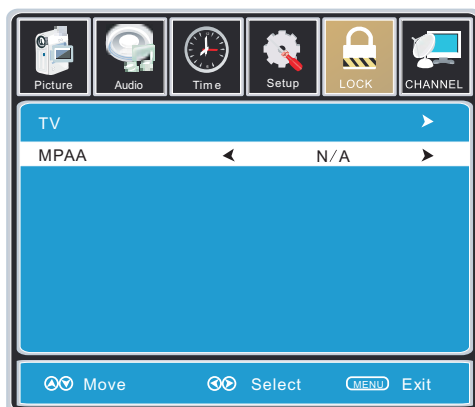 Picture Audio Time Setup LOCK CHANNEL
TV
MPAA N/A
Move Select MENU Exit